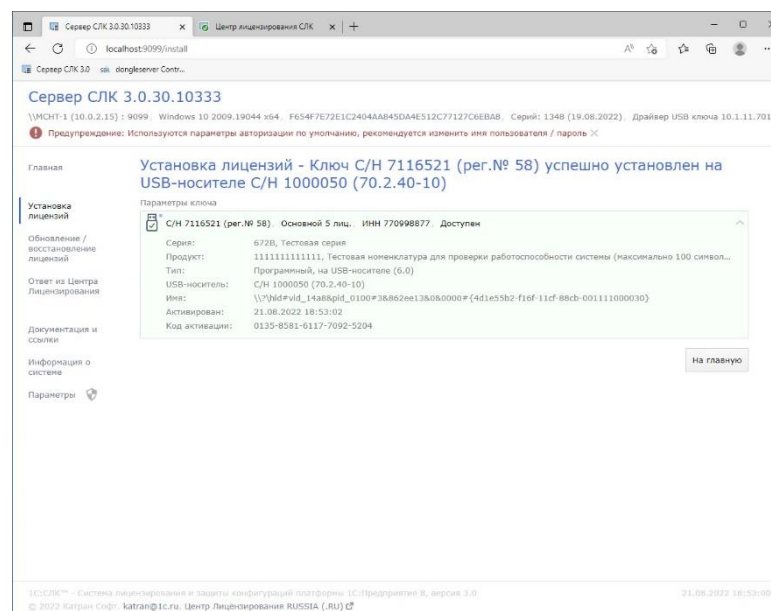 Сервер СЛК 3.0.30.10333
Центр лицензирования СЛК
localhost:9099/install
Сервер СЛК 3.0
dongleserver Contr...
Сервер СЛК 3.0.30.10333
\\MCHT-1 (10.0.2.15) : 9099, Windows 10 2009.19044 x64, F654F7E72E1C2404AA845DA4E512C77127C6EBA8, Серий: 1348 (19.08.2022), Драйвер USB ключа 10.1.11.701
Предупреждение: Используются параметры авторизации по умолчанию, рекомендуется изменить имя пользователя / пароль
Главная
Установка лицензий
Обновление / восстановление лицензий
Ответ из Центра Лицензирования
Документация и ссылки
Информация о системе
Параметры
Установка лицензий - Ключ С/Н 7116521 (рег.№ 58) успешно установлен на
USB-носителе С/Н 1000050 (70.2.40-10)
Параметры ключа
С/Н 7116521 (рег.№ 58), Основной 5 лиц., ИНН 770998877, Доступен
Серия: 672B, Тестовая серия
Продукт: 1111111111111, Тестовая номенклатура для проверки работоспособности системы (максимально 100 символ...
Тип: Программный, на USB-носителе (6.0)
USB-носитель: С/Н 1000050 (70.2.40-10)
Имя: \\?\hid#vid_14a8&pid_0100#3&862ee13&0&0000#{4d1e55b2-f16f-11cf-88cb-001111000030}
Активирован: 21.08.2022 18:53:02
Код активации: 0135-8581-6117-7092-5204
На главную
1С:СЛК™ - Система лицензирования и защиты конфигураций платформы 1С:Предприятие 8, версия 3.0
21.08.2022 18:53:00
© 2022 Катран Софт, katran@1c.ru, Центр Лицензирования RUSSIA (.RU)